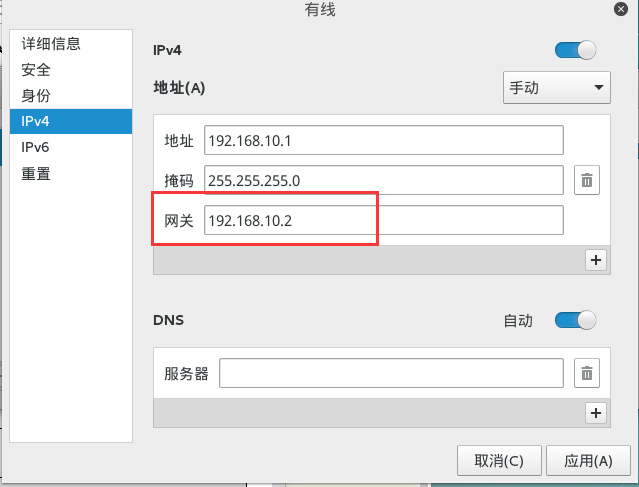 有线
详细信息
安全
身份
IPv4
IPv6
重置
IPv4
地址(A)
手动
地址 192.168.10.1
掩码 255.255.255.0
网关 192.168.10.2
+
DNS
自动
服务器
+
取消(C) 应用(A)